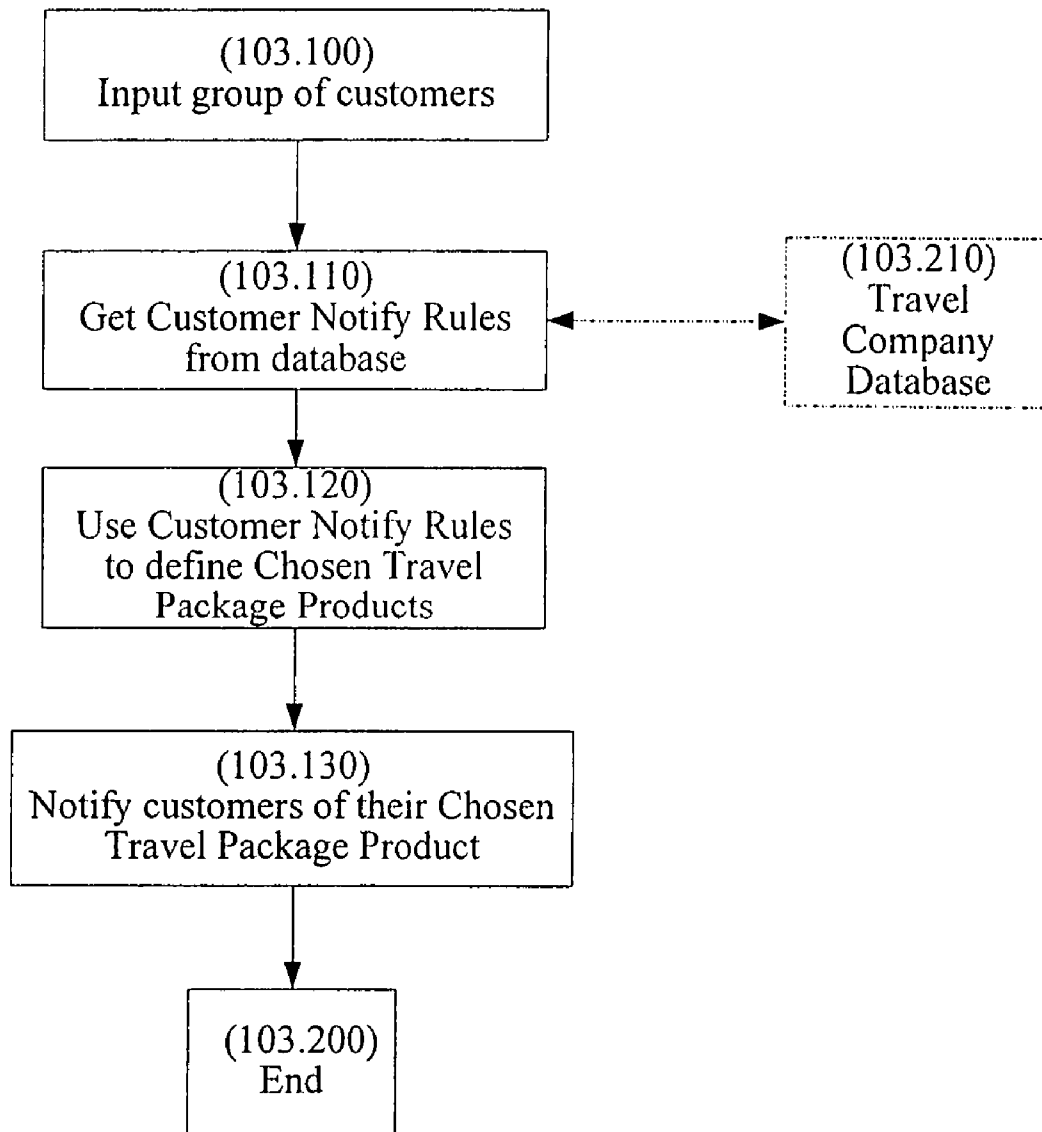 (103.100)
Input group of customers
(103.110)
Get Customer Notify Rules
from database
(103.210)
Travel
Company
Database
(103.120)
Use Customer Notify Rules
to define Chosen Travel
Package Products
(103.130)
Notify customers of their Chosen
Travel Package Product
(103.200)
End